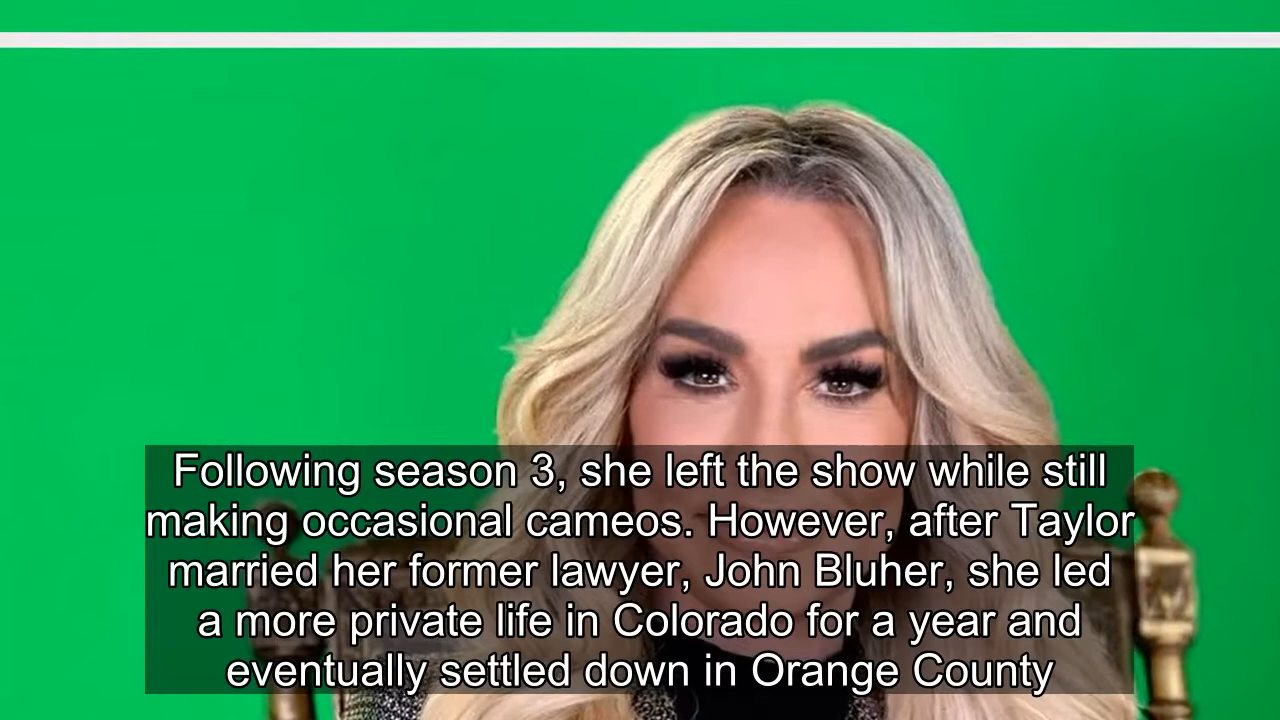 Following season 3, she left the show while still
making occasional cameos. However, after Taylor
married her former lawyer, John Bluher, she led
a more private life in Colorado for a year and
eventually settled down in Orange County